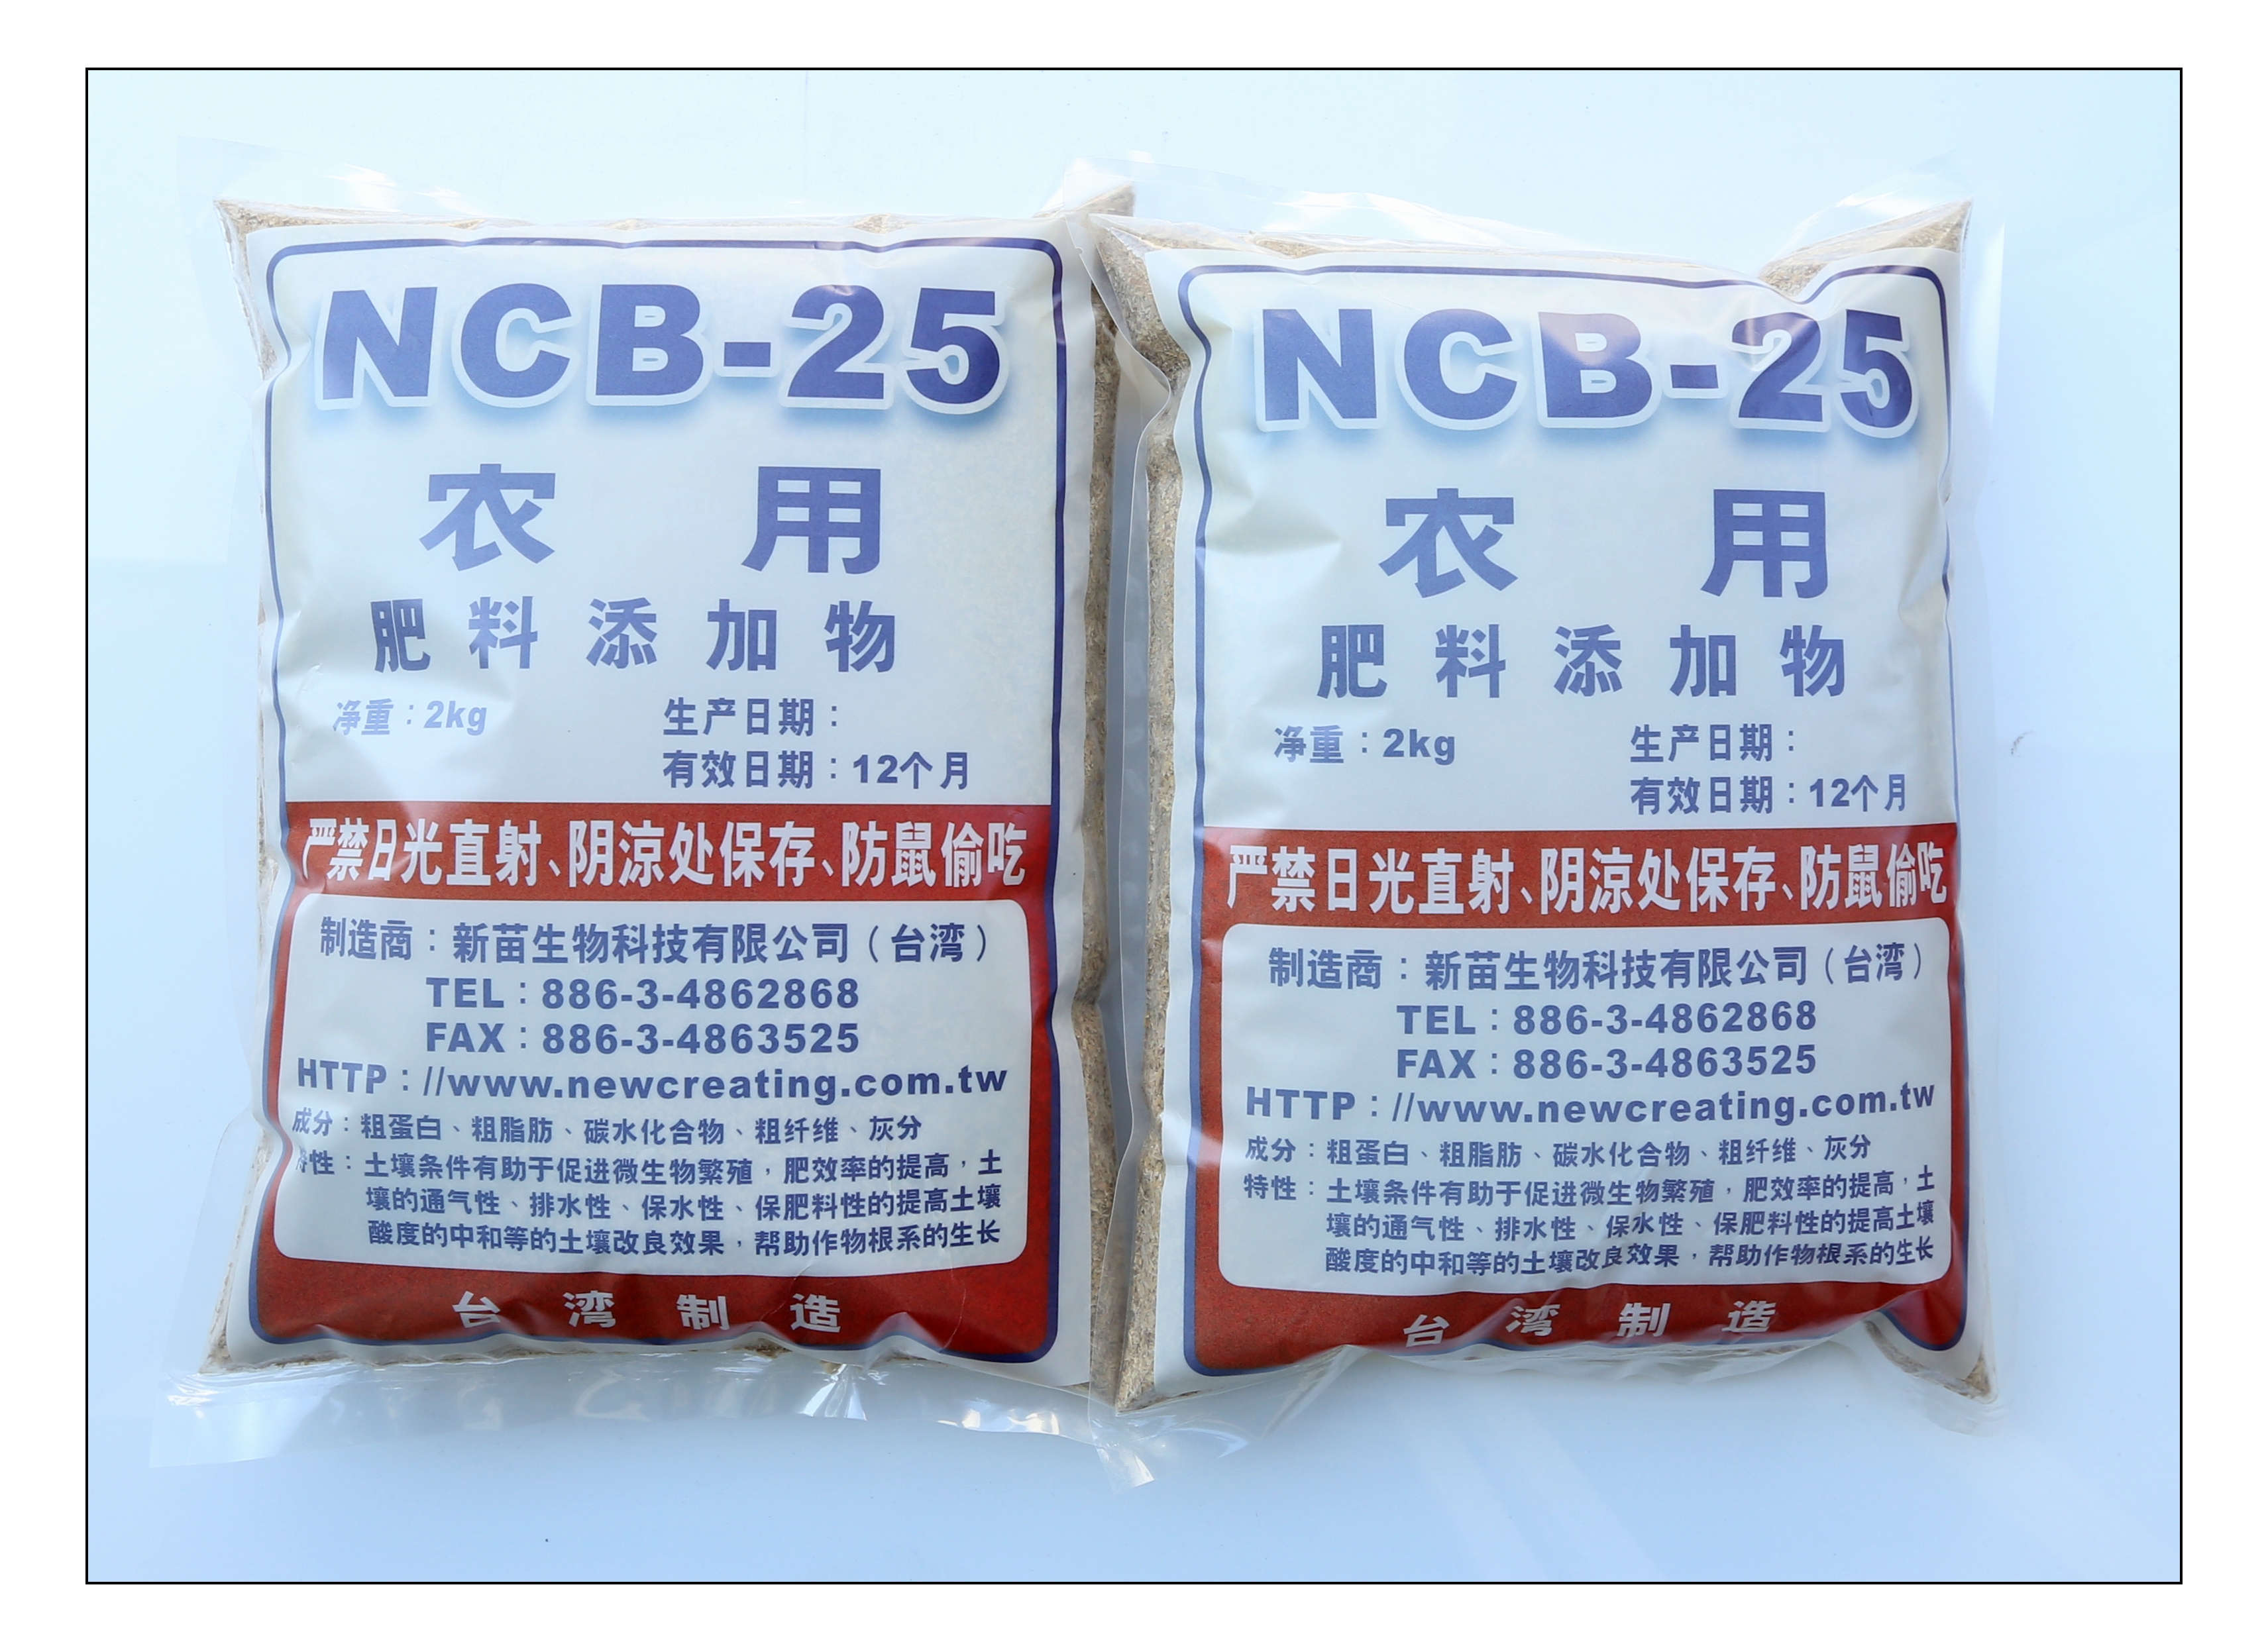 NCB-25
农用
肥料添加物
净重：2kg
生产日期：
有效日期：12个月
严禁日光直射、阴凉处保存、防鼠偷吃
制造商：新苗生物科技有限公司（台湾）
TEL：886-3-4862868
FAX：886-3-4863525
HTTP：//www.newcreating.com.tw
成分：粗蛋白、粗脂肪、碳水化合物、粗纤维、灰分
特性：土壤条件有助于促进微生物繁殖，肥效率的提高，土
壤的通气性、排水性、保水性、保肥料性的提高土壤
酸度的中和等的土壤改良效果，帮助作物根系的生长
台湾制造
NCB-25
农用
肥料添加物
净重：2kg
生产日期：
有效日期：12个月
严禁日光直射、阴凉处保存、防鼠偷吃
制造商：新苗生物科技有限公司（台湾）
TEL：886-3-4862868
FAX：886-3-4863525
HTTP：//www.newcreating.com.tw
成分：粗蛋白、粗脂肪、碳水化合物、粗纤维、灰分
特性：土壤条件有助于促进微生物繁殖，肥效率的提高，土
壤的通气性、排水性、保水性、保肥料性的提高土壤
酸度的中和等的土壤改良效果，帮助作物根系的生长
台湾制造